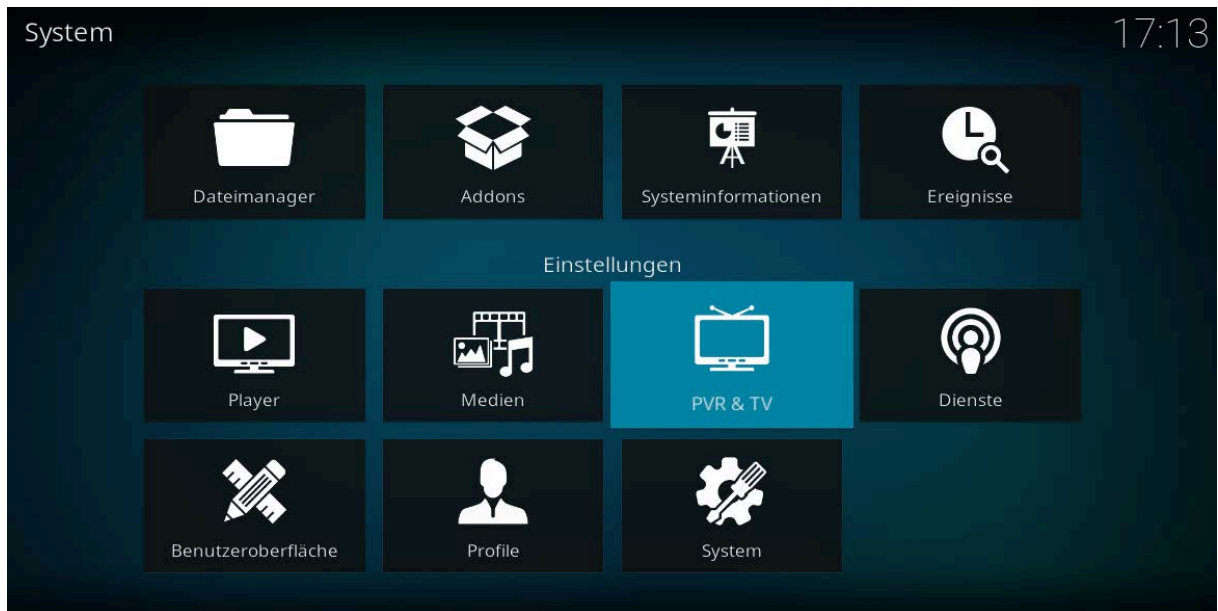 System
17:13
Dateimanager
Addons
Systeminformationen
Ereignisse
Einstellungen
Player
Medien
PVR & TV
Dienste
Benutzeroberfläche
Profile
System